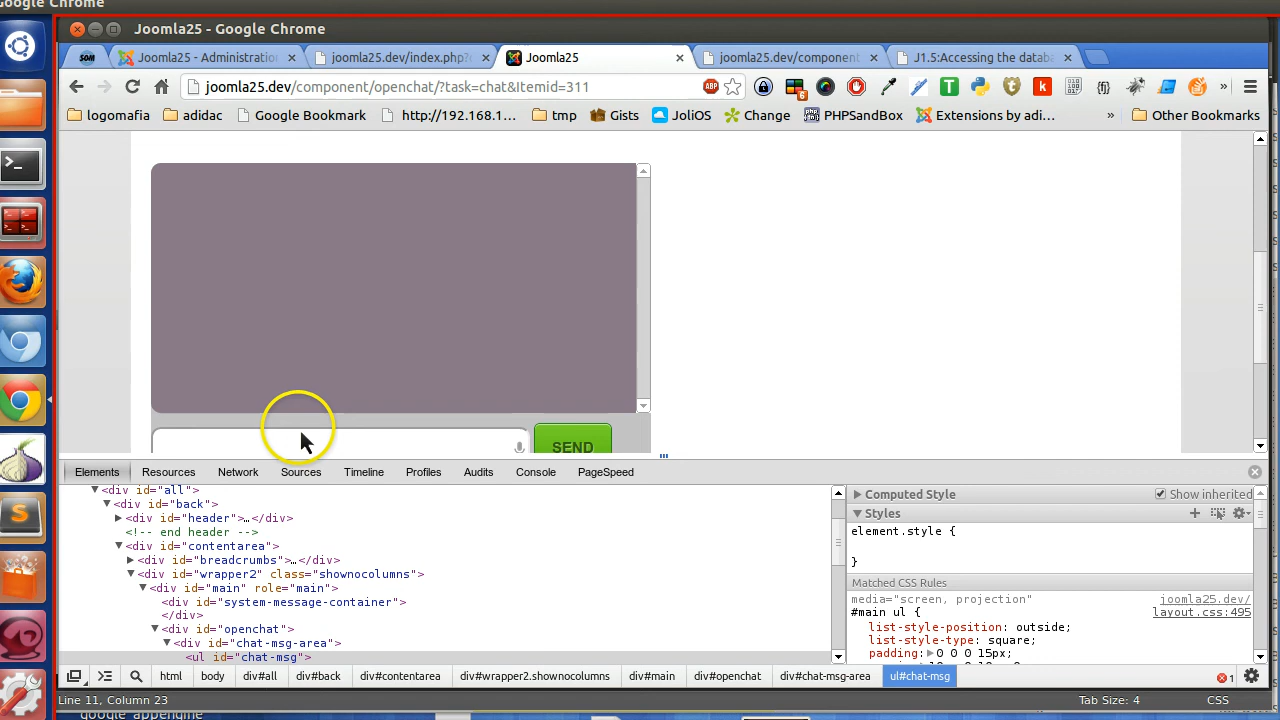 oogle Chrome
Joomla25 - Google Chrome
Joomla25 - Administratio
joomla25.dev/index.php?
Joomla25
joomla25.dev/component
J1.5:Accessing the databa
joomla25.dev/component/openchat/?task=chat&Itemid=311
ABP
6
T
k
{fj}
»
logomafia
adidac
Google Bookmark
http://192.168.1...
tmp
Gists
JoliOS
Change
PHPSandBox
Extensions by adi...
»
Other Bookmarks
SEND
Elements
Resources
Network
Sources
Timeline
Profiles
Audits
Console
PageSpeed
<div id="all">
<div id="back">
<div id="header">…</div>
<!-- end header -->
<div id="contentarea">
<div id="breadcrumbs">…</div>
<div id="wrapper2" class="shownocolumns">
<div id="main" role="main">
<div id="system-message-container">
</div>
<div id="openchat">
<div id="chat-msg-area">
<ul id="chat-msg">
Computed Style
Show inherited
Styles
element.style {
}
Matched CSS Rules
media="screen, projection"
joomla25.dev/
#main ul {
layout.css:495
list-style-position: outside;
list-style-type: square;
padding: 0 0 0 15px;
html
body
div#all
div#back
div#contentarea
div#wrapper2.shownocolumns
div#main
div#openchat
div#chat-msg-area
ul#chat-msg
1
Line 11, Column 23
Tab Size: 4
CSS
google appengine